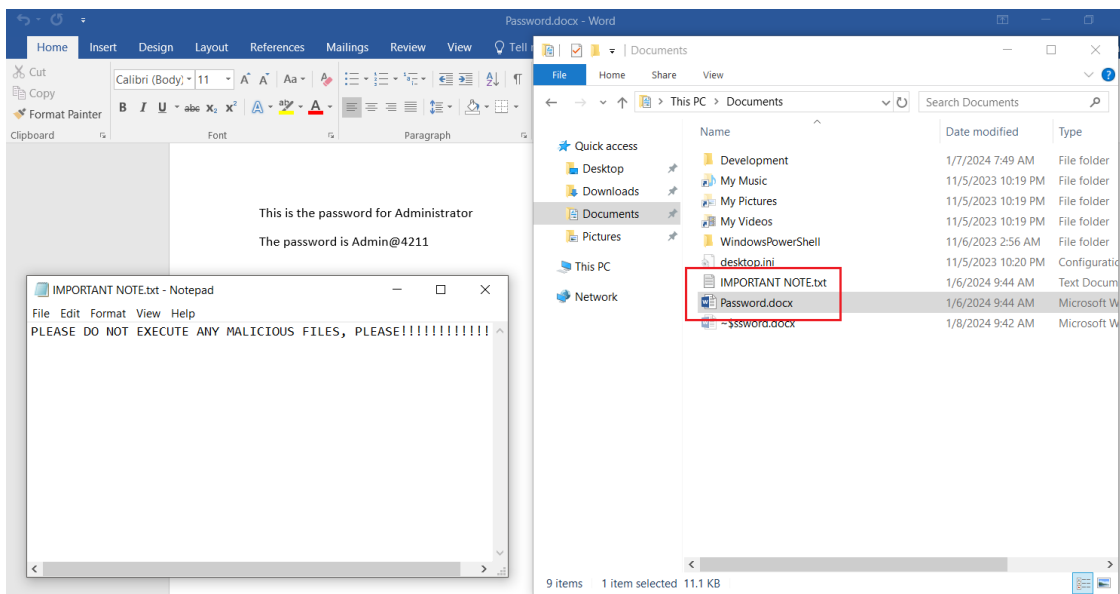 Password.docx - Word
Home Insert Design Layout References Mailings Review View Tell
Cut
Copy
Format Painter
Calibri (Body) 11
Clipboard Font Paragraph
This is the password for Administrator
The password is Admin@4211
IMPORTANT NOTE.txt - Notepad
File Edit Format View Help
PLEASE DO NOT EXECUTE ANY MALICIOUS FILES, PLEASE!!!!!!!!!!!!
Documents
File Home Share View
This PC > Documents
Search Documents
Quick access
Desktop
Downloads
Documents
Pictures
This PC
Network
Name Date modified Type
Development 1/7/2024 7:49 AM File folder
My Music 11/5/2023 10:19 PM File folder
My Pictures 11/5/2023 10:19 PM File folder
My Videos 11/5/2023 10:19 PM File folder
WindowsPowerShell 11/6/2023 2:56 AM File folder
desktop.ini 11/5/2023 10:20 PM Configuratio
IMPORTANT NOTE.txt 1/6/2024 9:44 AM Text Docum
Password.docx 1/6/2024 9:44 AM Microsoft W
~$ssword.docx 1/8/2024 9:42 AM Microsoft W
9 items 1 item selected 11.1 KB